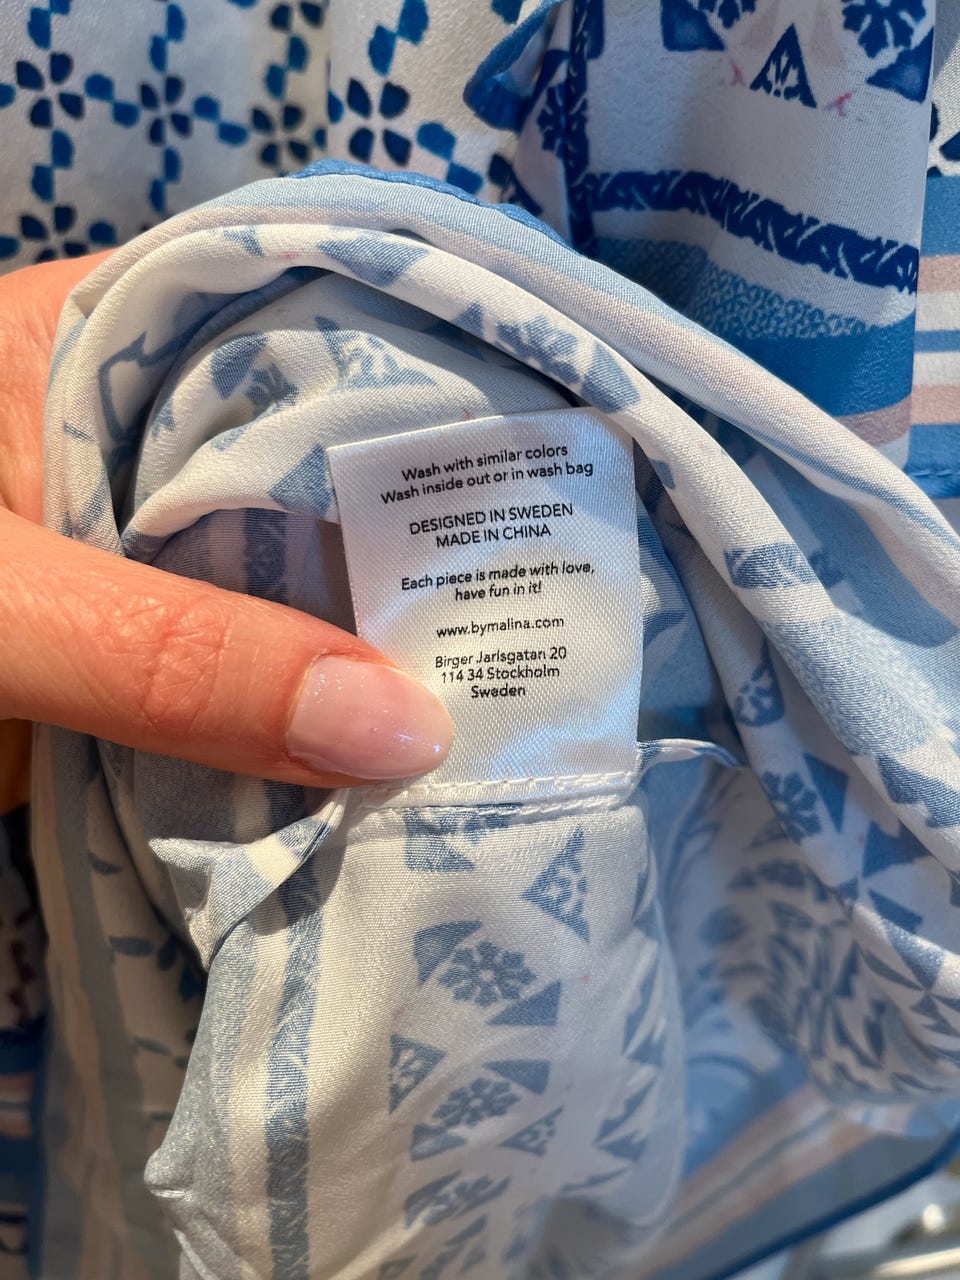 Wash with similar colors
Wash inside out or in wash bag
DESIGNED IN SWEDEN
MADE IN CHINA
Each piece is made with love,
have fun in it!
www.bymalina.com
Birger Jarlsgatan 20
114 34 Stockholm
Sweden